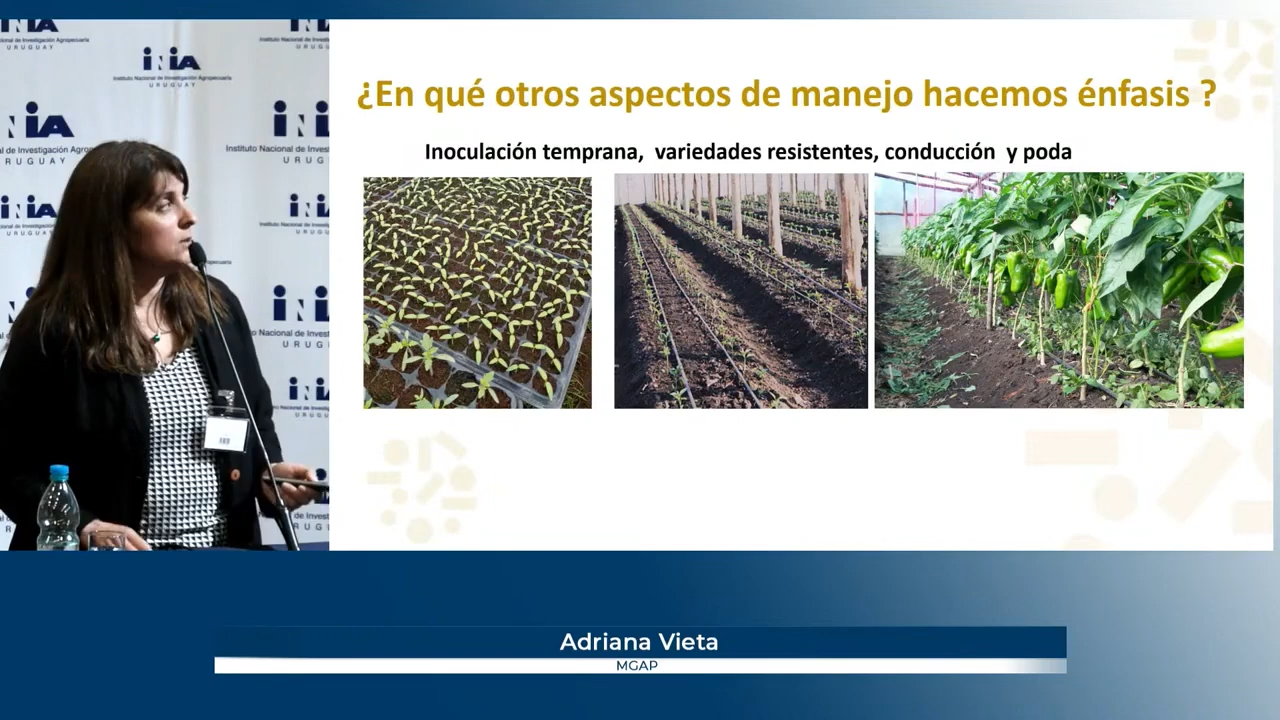 INIA
Instituto Nacional de Investigación Agropecuaria
URUGUAY
¿En qué otros aspectos de manejo hacemos énfasis ?
Inoculación temprana, variedades resistentes, conducción y poda
Adriana Vieta
MGAP